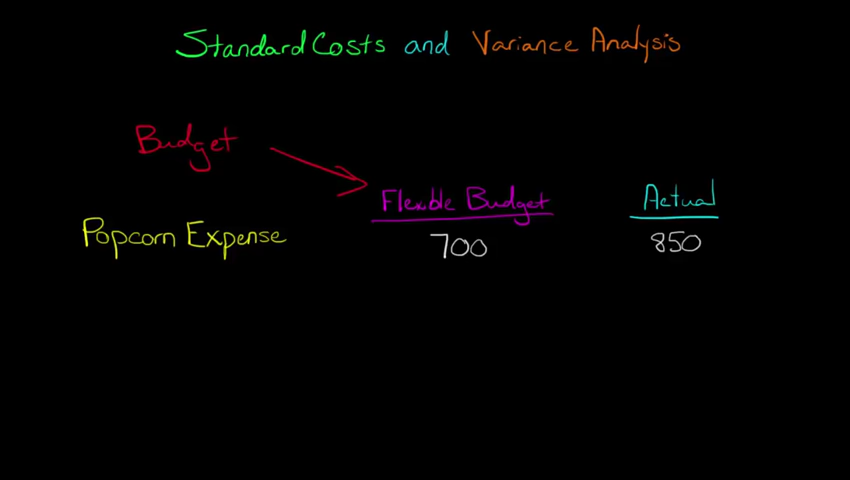 Standard Costs and Variance Analysis
Budget
Flexible Budget Actual
Popcorn Expense 700 850